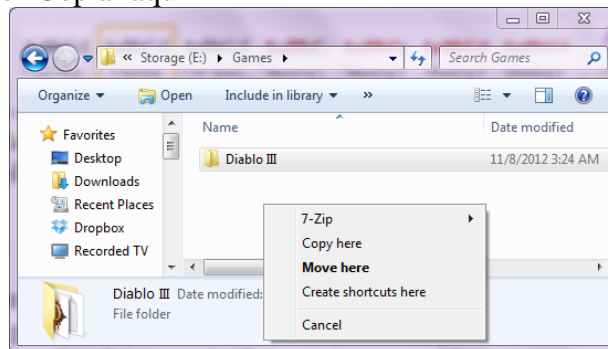 Storage (E:) Games Search Games
Organize Open Include in library »
Name Date modified
Favorites
Desktop
Downloads
Recent Places
Dropbox
Recorded TV
Diablo III 11/8/2012 3:24 AM
7-Zip
Copy here
Move here
Create shortcuts here
Cancel
Diablo III Date modified:
File folder